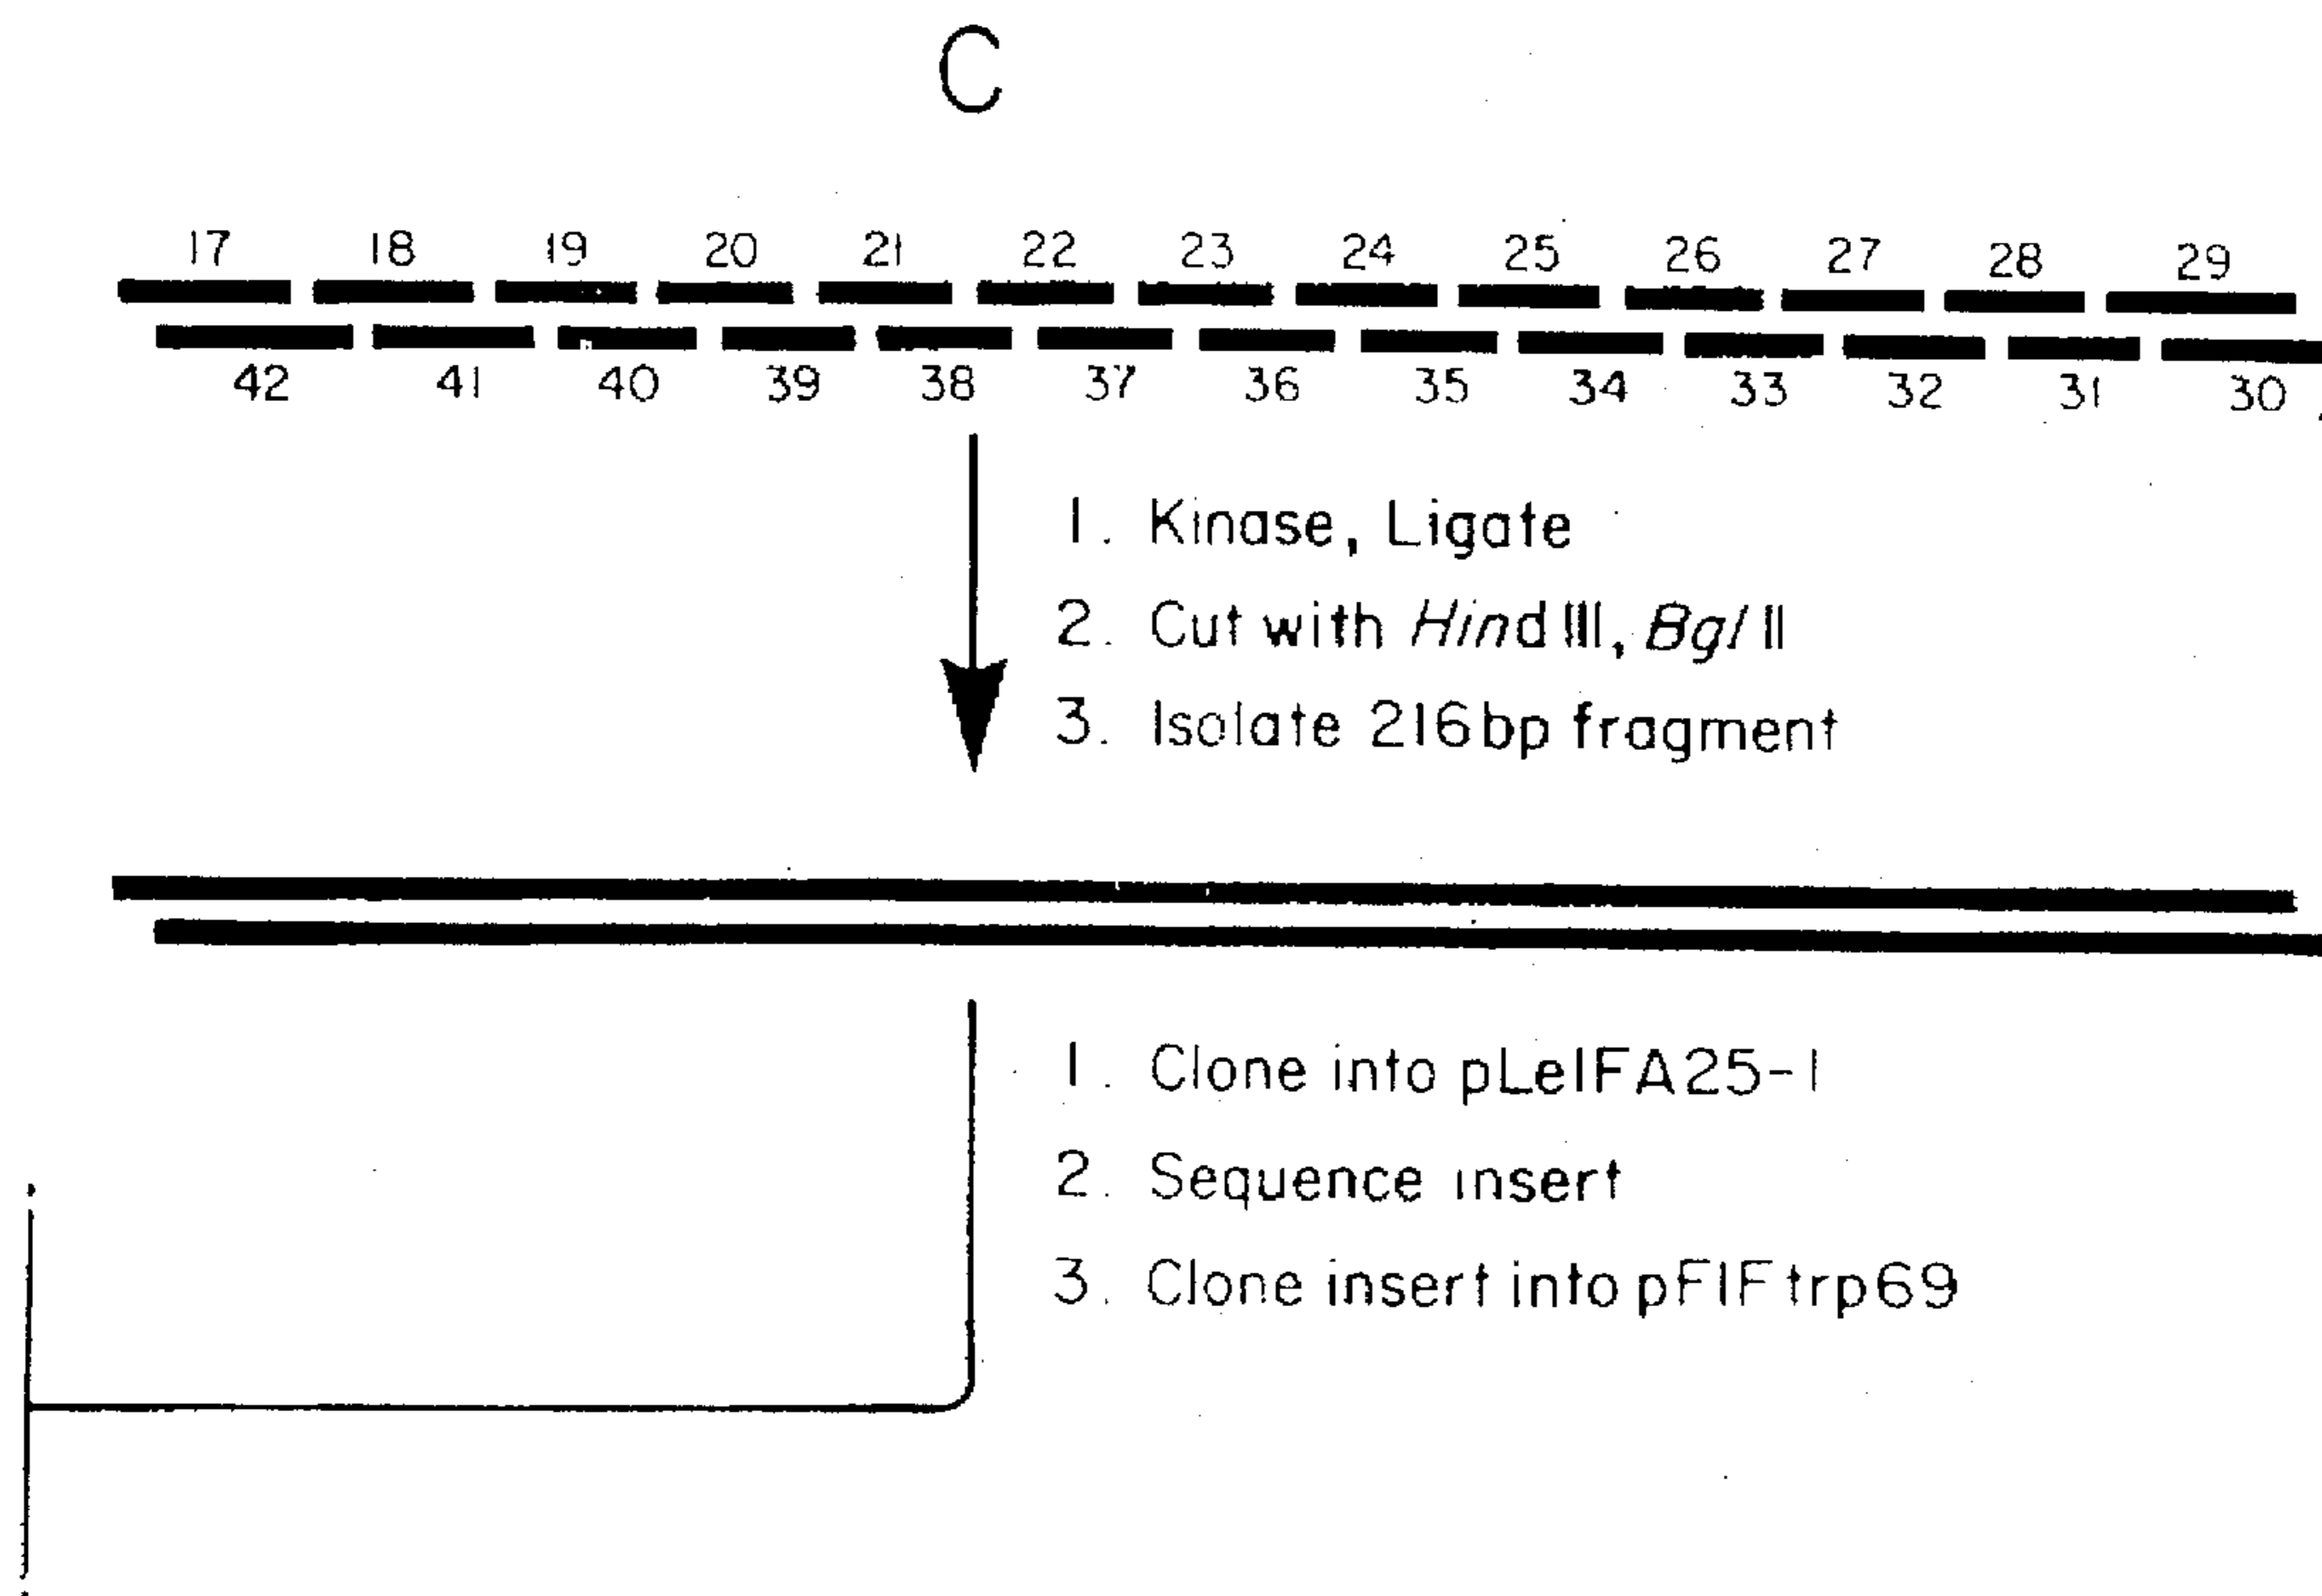 C
17 18 19 20 21 22 23 24 25 26 27 28 29
42 41 40 39 38 37 36 35 34 33 32 31 30
1. Kinase, Ligate
2. Cut with HindIII, BglII
3. Isolate 216bp fragment
1. Clone into pLeIFA25-1
2. Sequence insert
3. Clone insert into pFIFtrp69